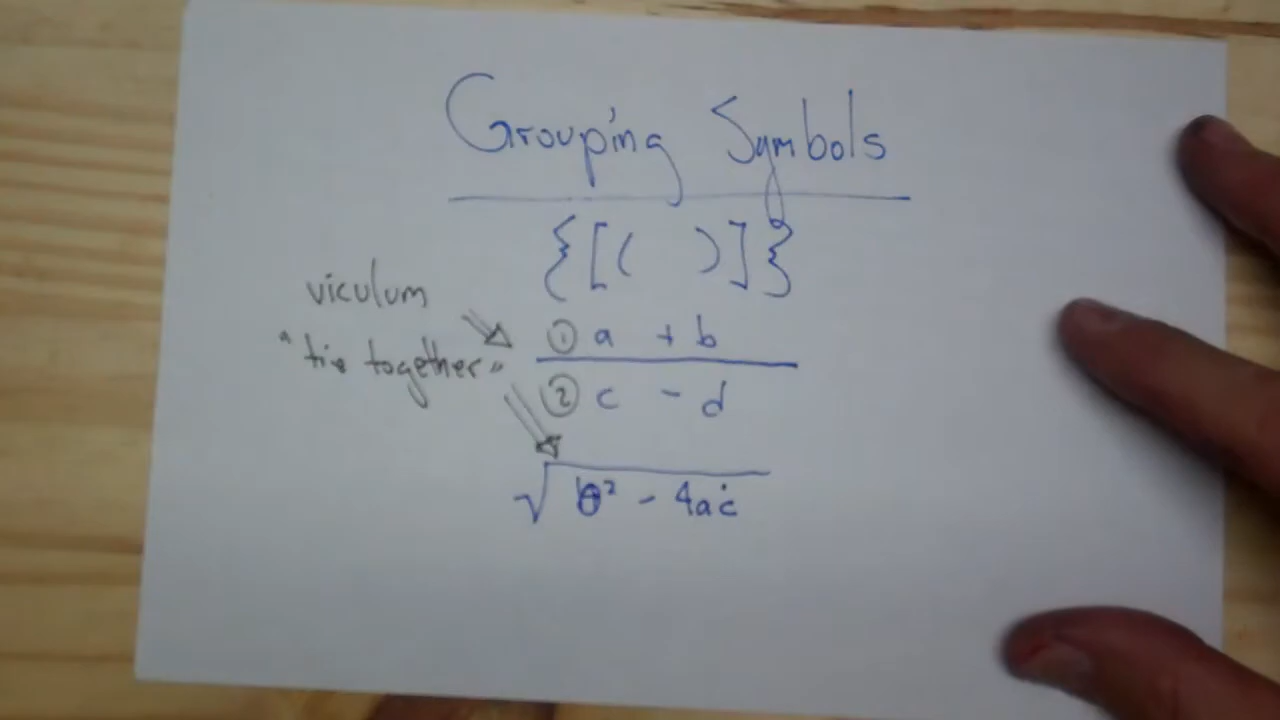 Grouping Symbols
{[( )]}
viculum
"tie together"
① a + b
② c - d
√ b² - 4ac